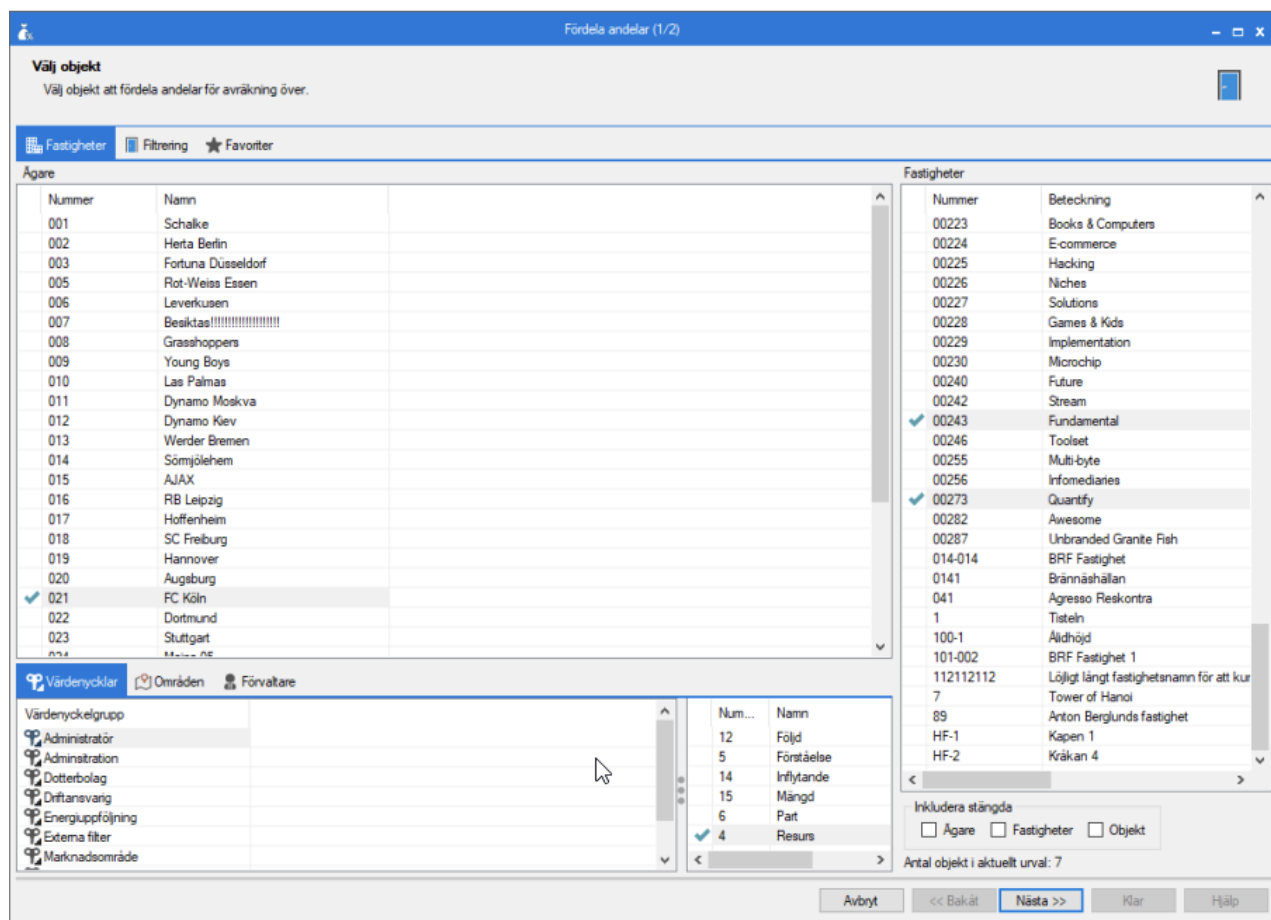 Fördela andelar (1/2)
Välj objekt
Välj objekt att fördela andelar för avräkning över.
Fastigheter Filtrering Favoriter
Ägare
Nummer Namn
001 Schalke
002 Herta Berlin
003 Fortuna Düsseldorf
005 Rot-Weiss Essen
006 Leverkusen
007 Besiktas!!!!!!!!!!!!!!!!!!!!
008 Grasshoppers
009 Young Boys
010 Las Palmas
011 Dynamo Moskva
012 Dynamo Kiev
013 Werder Bremen
014 Sörmjölehem
015 AJAX
016 RB Leipzig
017 Hoffenheim
018 SC Freiburg
019 Hannover
020 Augsburg
021 FC Köln
022 Dortmund
023 Stuttgart
024 Mainz 05
Fastigheter
Nummer Beteckning
00223 Books & Computers
00224 E-commerce
00225 Hacking
00226 Niches
00227 Solutions
00228 Games & Kids
00229 Implementation
00230 Microchip
00240 Future
00242 Stream
00243 Fundamental
00246 Toolset
00255 Multi-byte
00256 Infomediaries
00273 Quantify
00282 Awesome
00287 Unbranded Granite Fish
014-014 BRF Fastighet
0141 Brännäshällan
041 Agresso Reskontra
1 Tisteln
100-1 Ålidhöjd
101-002 BRF Fastighet 1
112112112 Löjligt långt fastighetsnamn för att kur
7 Tower of Hanoi
89 Anton Berglunds fastighet
HF-1 Kapen 1
HF-2 Kråkan 4
Värdenycklar Områden Förvaltare
Värdenyckelgrupp
Administratör
Adminsitration
Dotterbolag
Driftansvarig
Energiuppföljning
Externa filter
Marknadsområde
Num... Namn
12 Följd
5 Förståelse
14 Inflytande
15 Mängd
6 Part
4 Resurs
Inkludera stängda
Ägare Fastigheter Objekt
Antal objekt i aktuellt urval: 7
Avbryt << Bakåt Nästa >> Klar Hjälp